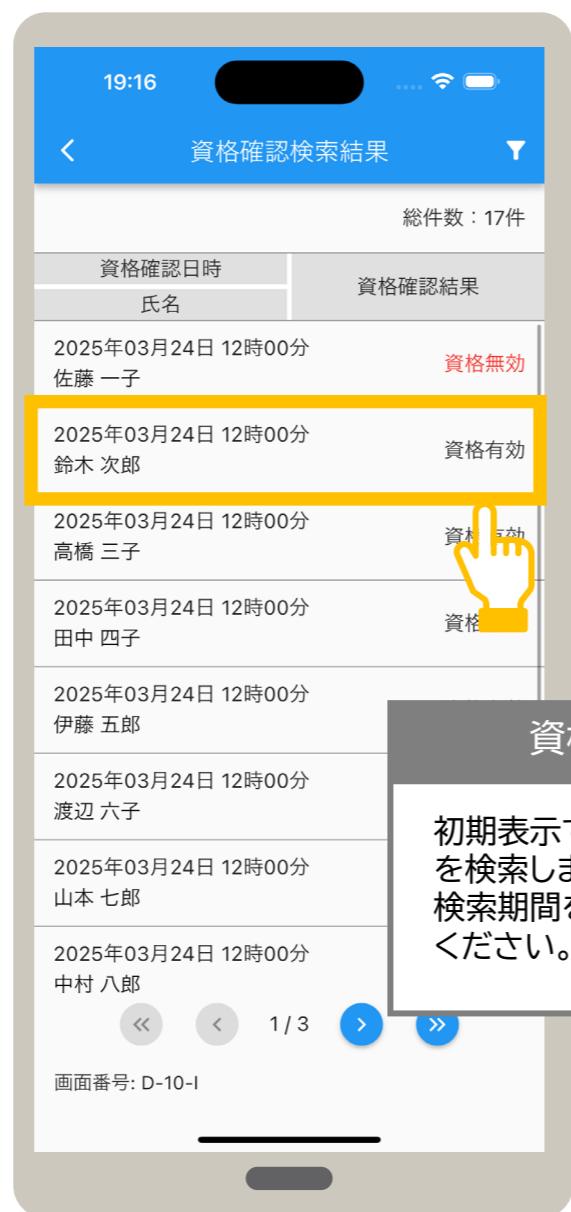 19:16
資格確認検索結果
総件数：17件
資格確認日時
氏名
資格確認結果
2025年03月24日 12時00分
佐藤 一子
資格無効
2025年03月24日 12時00分
鈴木 次郎
資格有効
2025年03月24日 12時00分
高橋 三子
2025年03月24日 12時00分
田中 四子
資格
2025年03月24日 12時00分
伊藤 五郎
2025年03月24日 12時00分
渡辺 六子
2025年03月24日 12時00分
山本 七郎
2025年03月24日 12時00分
中村 八郎
初期表示
を検索しま
検索期間を
ください。
1 / 3
画面番号: D-10-I